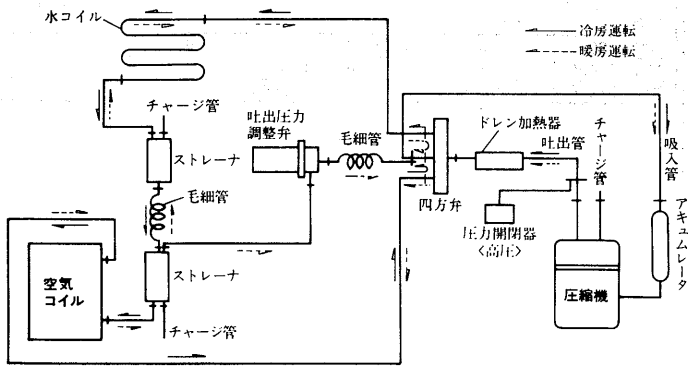 水コイル
冷房運転
暖房運転
チャージ管
吐出圧力
調整弁
毛細管
ドレン加熱器
吐出管
チャージ管
吸入管
ストレーナ
毛細管
四方弁
圧力開閉器
〈高圧〉
アキュムレータ
空気
コイル
ストレーナ
圧縮機
チャージ管